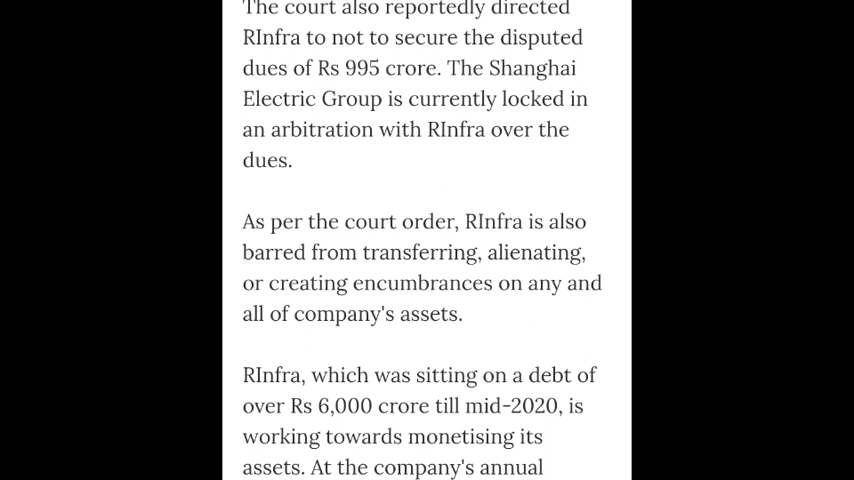 The court also reportedly directed
RInfra to not to secure the disputed
dues of Rs 995 crore. The Shanghai
Electric Group is currently locked in
an arbitration with RInfra over the
dues.
As per the court order, RInfra is also
barred from transferring, alienating,
or creating encumbrances on any and
all of company's assets.
RInfra, which was sitting on a debt of
over Rs 6,000 crore till mid-2020, is
working towards monetising its
assets. At the company's annual